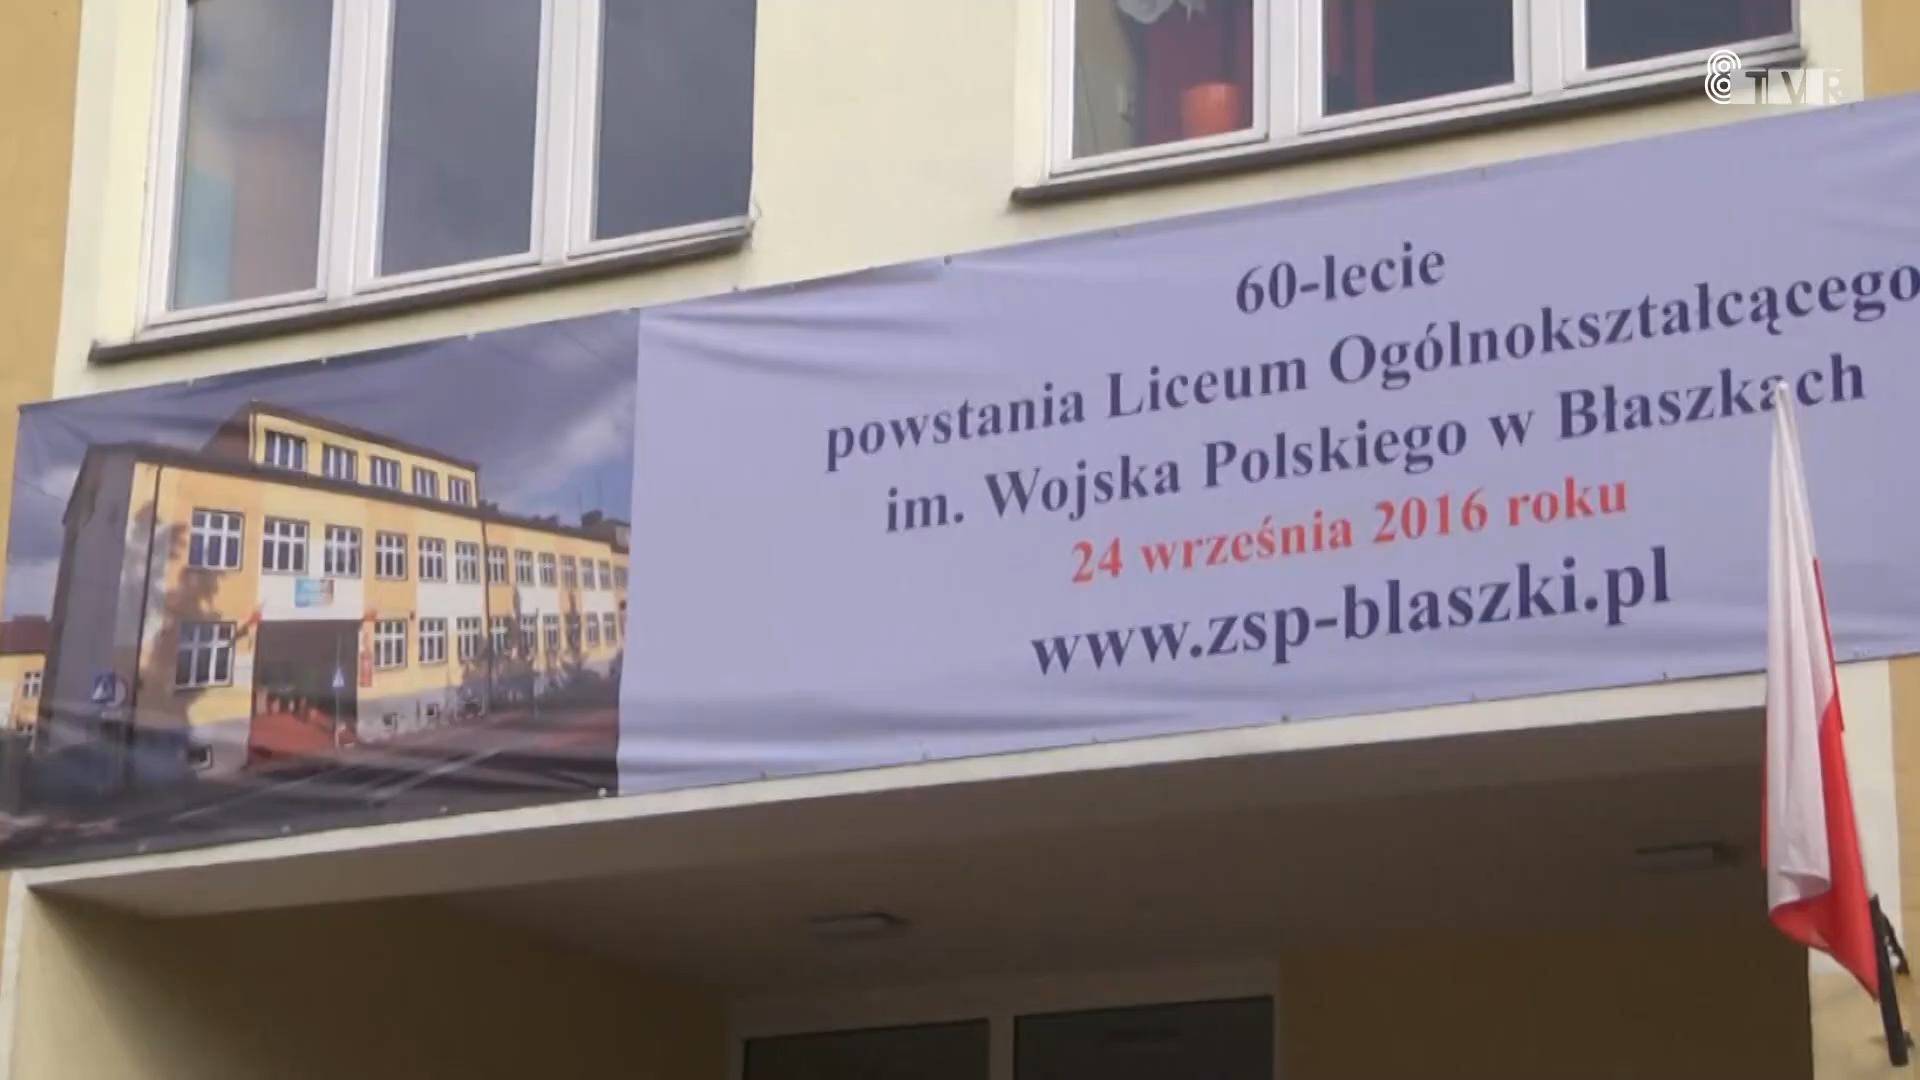 TVR
60-lecie
powstania Liceum Ogólnokształcącego
im. Wojska Polskiego w Błaszkach
24 września 2016 roku
www.zsp-blaszki.pl